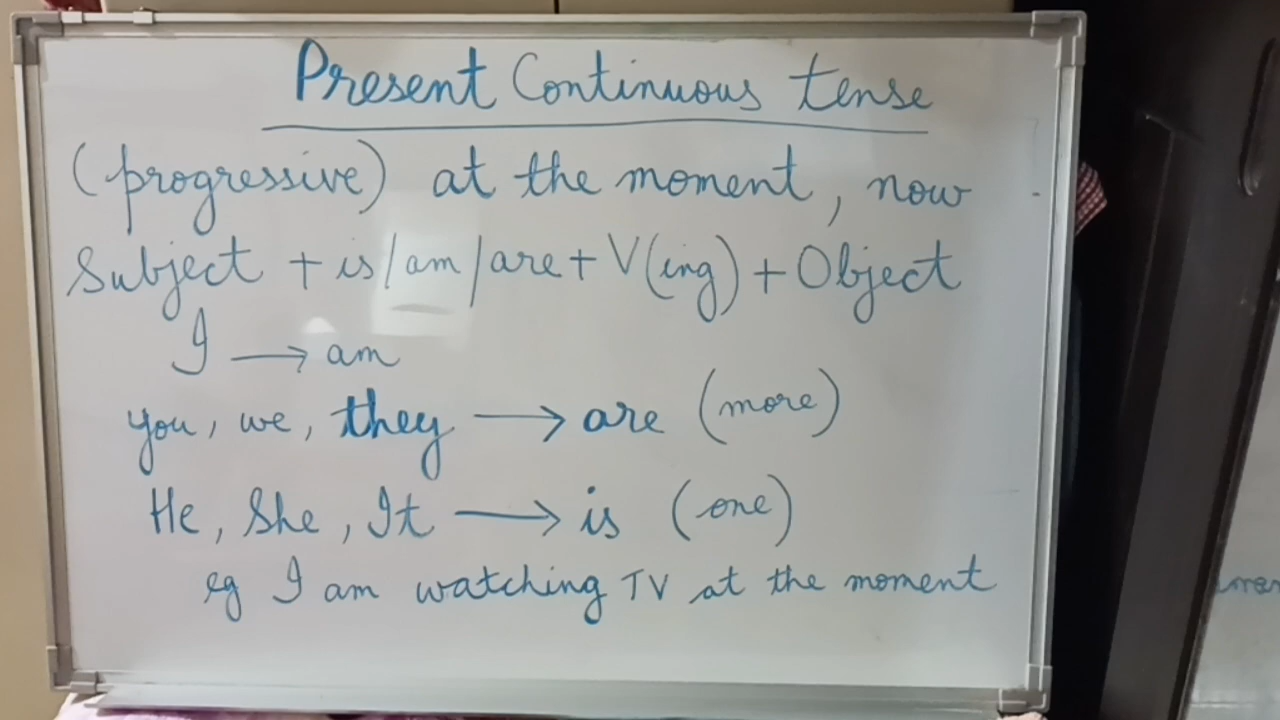 Present Continuous tense
(progressive) at the moment, now
Subject + is/am/are + V(ing) + Object
I → am
you, we, they → are (more)
He, She, It → is (one)
eg I am watching TV at the moment